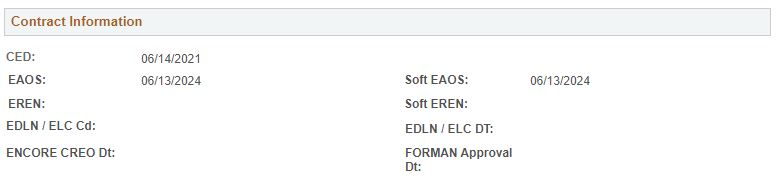 Contract Information
CED: 06/14/2021
EAOS: 06/13/2024 Soft EAOS: 06/13/2024
EREN: Soft EREN:
EDLN / ELC Cd: EDLN / ELC DT:
ENCORE CREO Dt: FORMAN Approval
Dt: